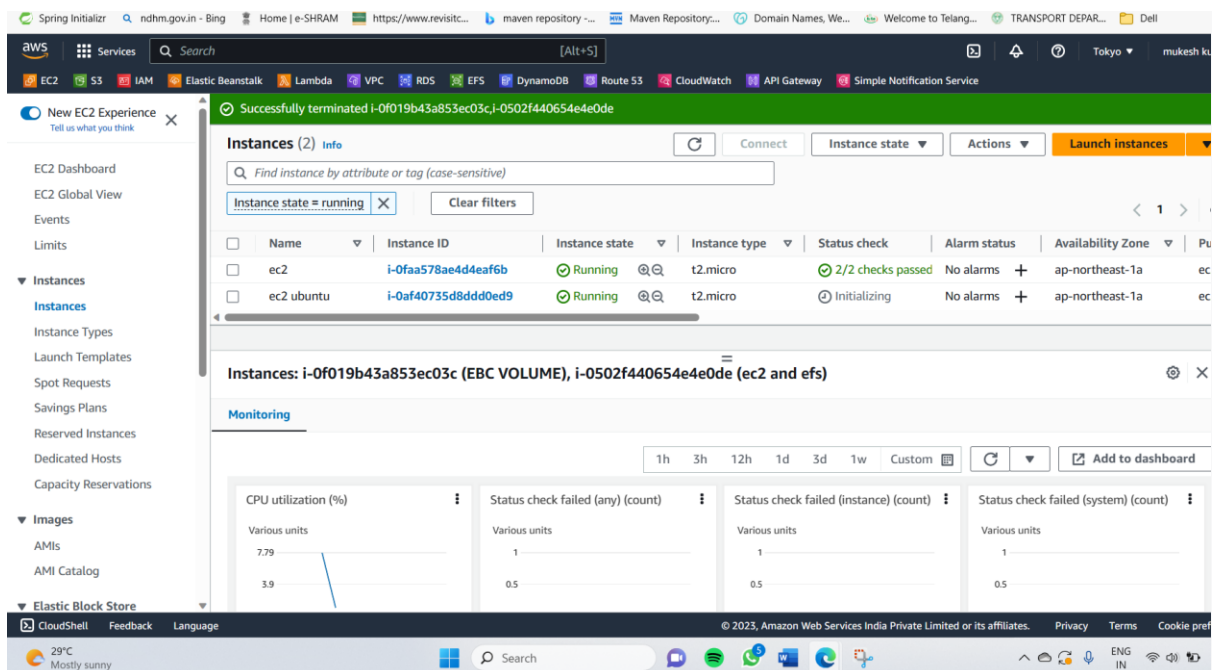 Spring Initializr ndhm.gov.in - Bing Home | e-SHRAM https://www.revisitc... maven repository -... Maven Repository:... Domain Names, We... Welcome to Telang... TRANSPORT DEPAR... Dell
aws Services Search [Alt+S] Tokyo ▼ mukesh ku
EC2 S3 IAM Elastic Beanstalk Lambda VPC RDS EFS DynamoDB Route 53 CloudWatch API Gateway Simple Notification Service
New EC2 Experience
Tell us what you think
EC2 Dashboard
EC2 Global View
Events
Limits
Instances
Instances
Instance Types
Launch Templates
Spot Requests
Savings Plans
Reserved Instances
Dedicated Hosts
Capacity Reservations
Images
AMIs
AMI Catalog
Elastic Block Store
Successfully terminated i-0f019b43a853ec03c,i-0502f440654e4e0de
Instances (2) Info Connect Instance state ▼ Actions ▼ Launch instances
Find instance by attribute or tag (case-sensitive)
Instance state = running Clear filters
< 1 >
Name Instance ID Instance state Instance type Status check Alarm status Availability Zone Pu
ec2 i-0faa578ae4d4eaf6b Running t2.micro 2/2 checks passed No alarms + ap-northeast-1a ec
ec2 ubuntu i-0af40735d8ddd0ed9 Running t2.micro Initializing No alarms + ap-northeast-1a ec
Instances: i-0f019b43a853ec03c (EBC VOLUME), i-0502f440654e4e0de (ec2 and efs)
Monitoring
1h 3h 12h 1d 3d 1w Custom Add to dashboard
CPU utilization (%) Status check failed (any) (count) Status check failed (instance) (count) Status check failed (system) (count)
Various units Various units Various units Various units
7.79 1 1 1
3.9 0.5 0.5 0.5
CloudShell Feedback Language © 2023, Amazon Web Services India Private Limited or its affiliates. Privacy Terms Cookie pref
29°C
Mostly sunny
Search
5
ENG
IN